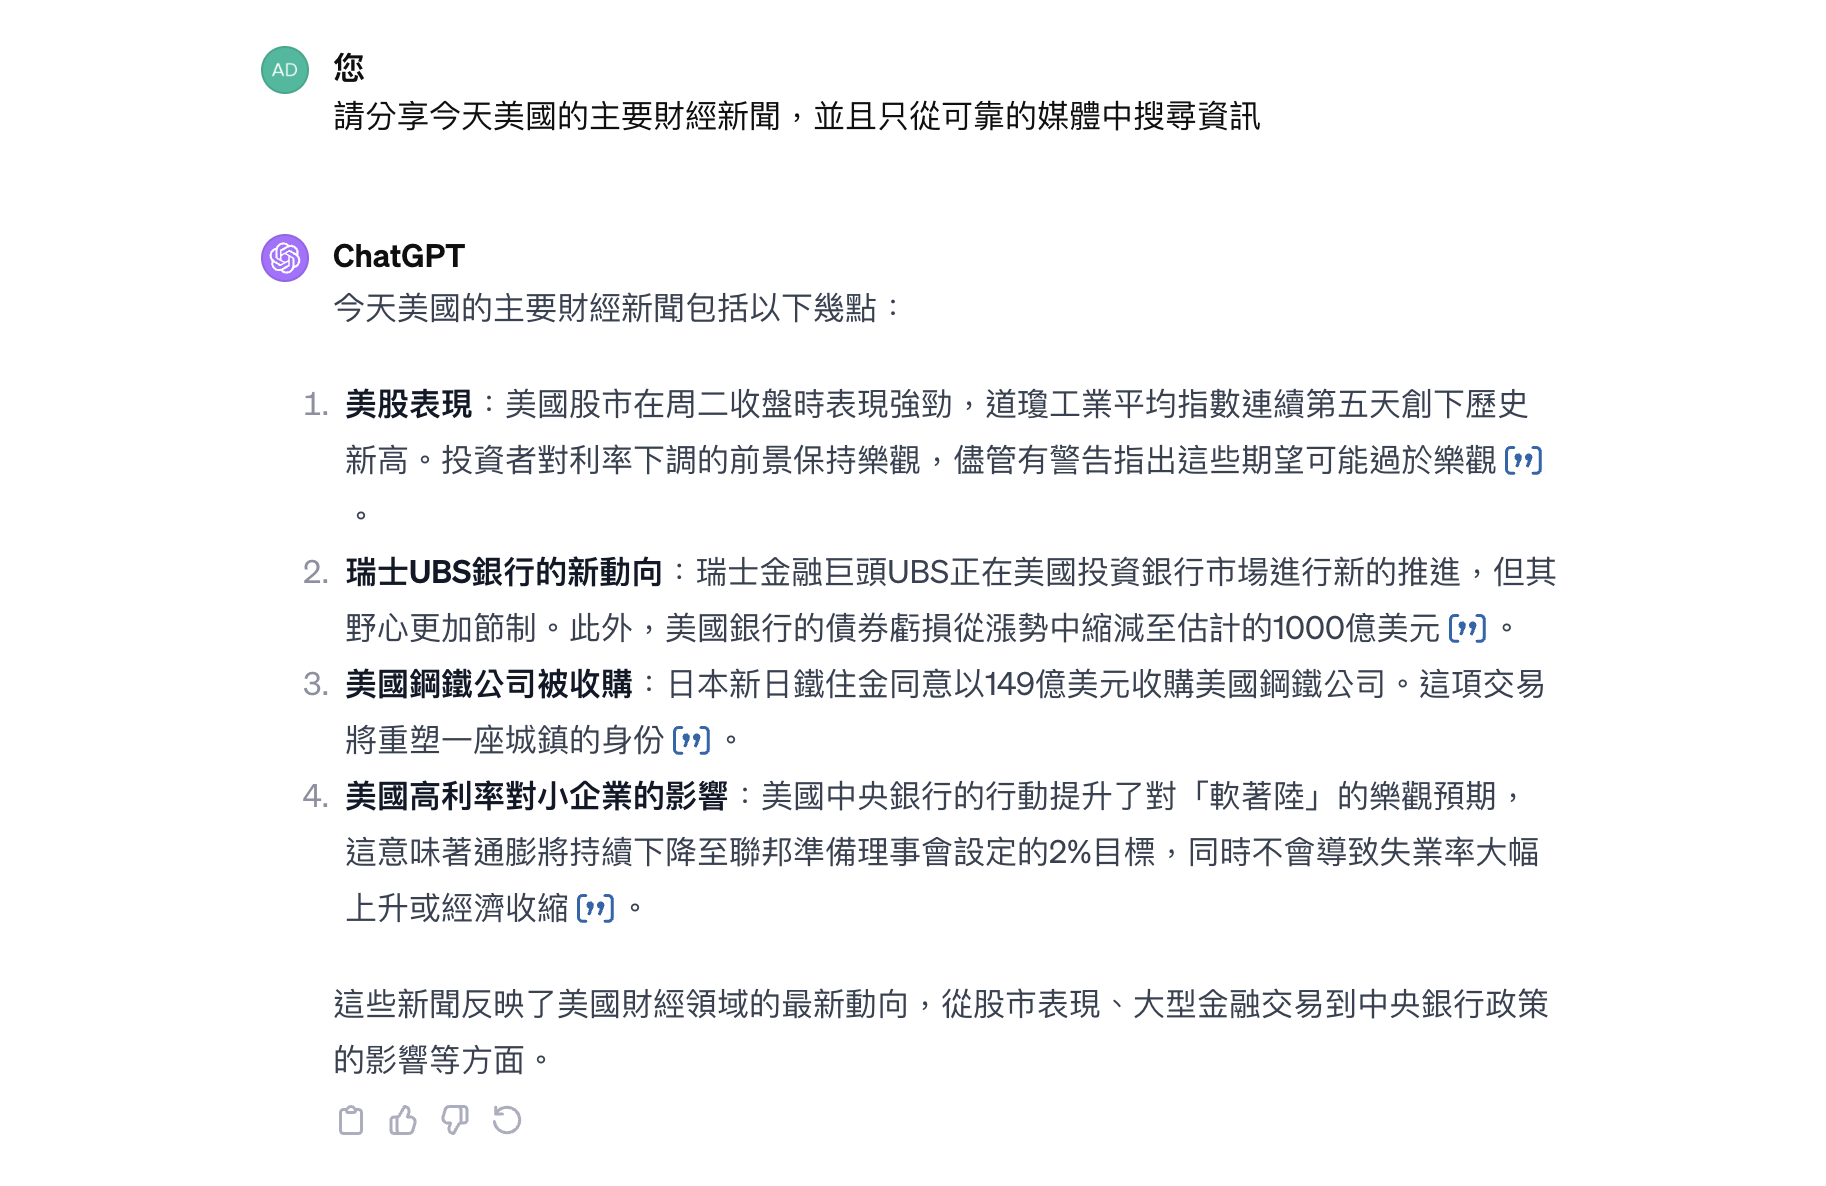 AD
您
請分享今天美國的主要財經新聞，並且只從可靠的媒體中搜尋資訊
ChatGPT
今天美國的主要財經新聞包括以下幾點：
1. 美股表現：美國股市在周二收盤時表現強勁，道瓊工業平均指數連續第五天創下歷史
新高。投資者對利率下調的前景保持樂觀，儘管有警告指出這些期望可能過於樂觀 [❞]
。
2. 瑞士UBS銀行的新動向：瑞士金融巨頭UBS正在美國投資銀行市場進行新的推進，但其
野心更加節制。此外，美國銀行的債券虧損從漲勢中縮減至估計的1000億美元 [❞] 。
3. 美國鋼鐵公司被收購：日本新日鐵住金同意以149億美元收購美國鋼鐵公司。這項交易
將重塑一座城鎮的身份 [❞] 。
4. 美國高利率對小企業的影響：美國中央銀行的行動提升了對「軟著陸」的樂觀預期，
這意味著通膨將持續下降至聯邦準備理事會設定的2%目標，同時不會導致失業率大幅
上升或經濟收縮 [❞] 。
這些新聞反映了美國財經領域的最新動向，從股市表現、大型金融交易到中央銀行政策
的影響等方面。